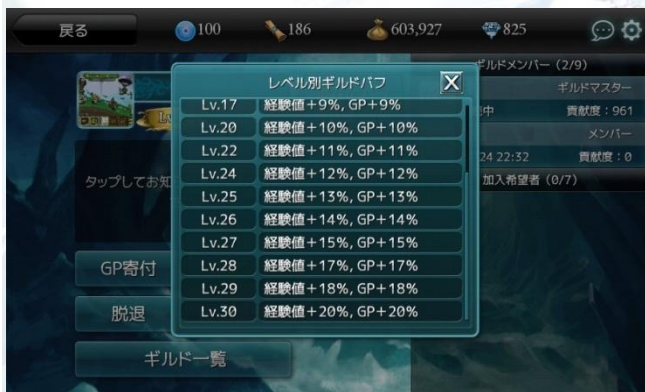 戻る
100
186
603,927
825
レベル別ギルドバフ
X
Lv.17 経験値+9%, GP+9%
Lv.20 経験値+10%, GP+10%
Lv.22 経験値+11%, GP+11%
Lv.24 経験値+12%, GP+12%
Lv.25 経験値+13%, GP+13%
Lv.26 経験値+14%, GP+14%
Lv.27 経験値+15%, GP+15%
Lv.28 経験値+17%, GP+17%
Lv.29 経験値+18%, GP+18%
Lv.30 経験値+20%, GP+20%
タップしてお知
GP寄付
脱退
ギルド一覧
ギルドメンバー (2/9)
ギルドマスター
中 貢献度:961
メンバー
24 22:32 貢献度:0
加入希望者 (0/7)